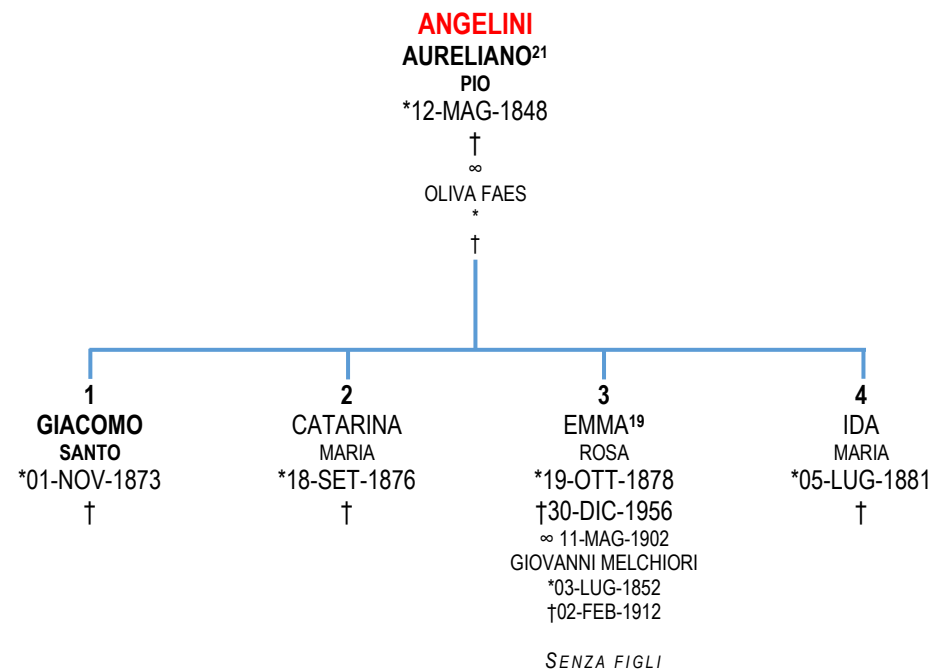 ANGELINI
AURELIANO²¹
PIO
*12-MAG-1848
†
∞
OLIVA FAES
*
†
1
GIACOMO
SANTO
*01-NOV-1873
†
2
CATARINA
MARIA
*18-SET-1876
†
3
EMMA¹⁹
ROSA
*19-OTT-1878
†30-DIC-1956
∞ 11-MAG-1902
GIOVANNI MELCHIORI
*03-LUG-1852
†02-FEB-1912
SENZA FIGLI
4
IDA
MARIA
*05-LUG-1881
†